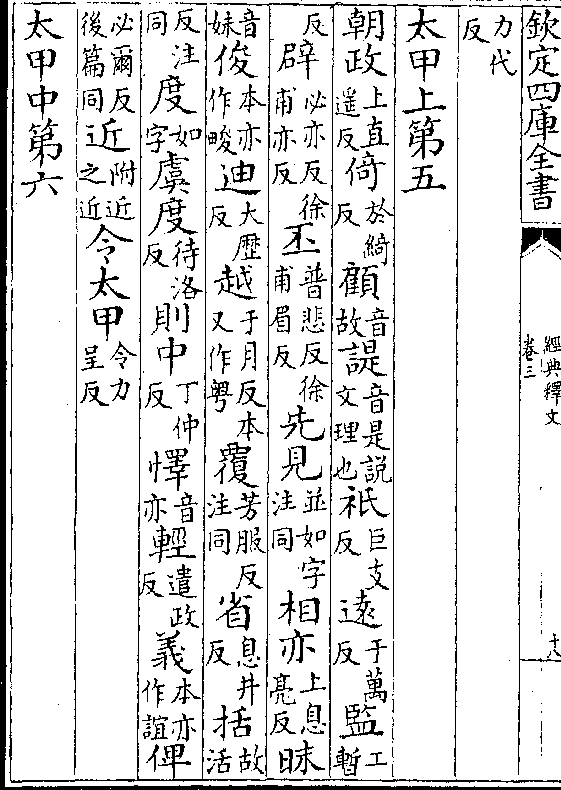 欽定四庫全書
經典釋文
卷三
十八
力代反
太甲上第五
朝政上直遥反倚於綺反顧音故諟音是說文理也祇巨支反逺于萬反監工暫
反辟必亦反徐甫亦反丕普悲反徐甫眉反先見並如字注同相亦上息亮反昧
音妹俊本亦作畯迪大歷反越于月反本又作粤覆芳服反注同省息井反括故活
反注同度如字虞度待洛反則中丁仲反懌音亦輕遣政反義本亦作誼俾
必爾反後篇同近附近之近令太甲令力呈反
太甲中第六